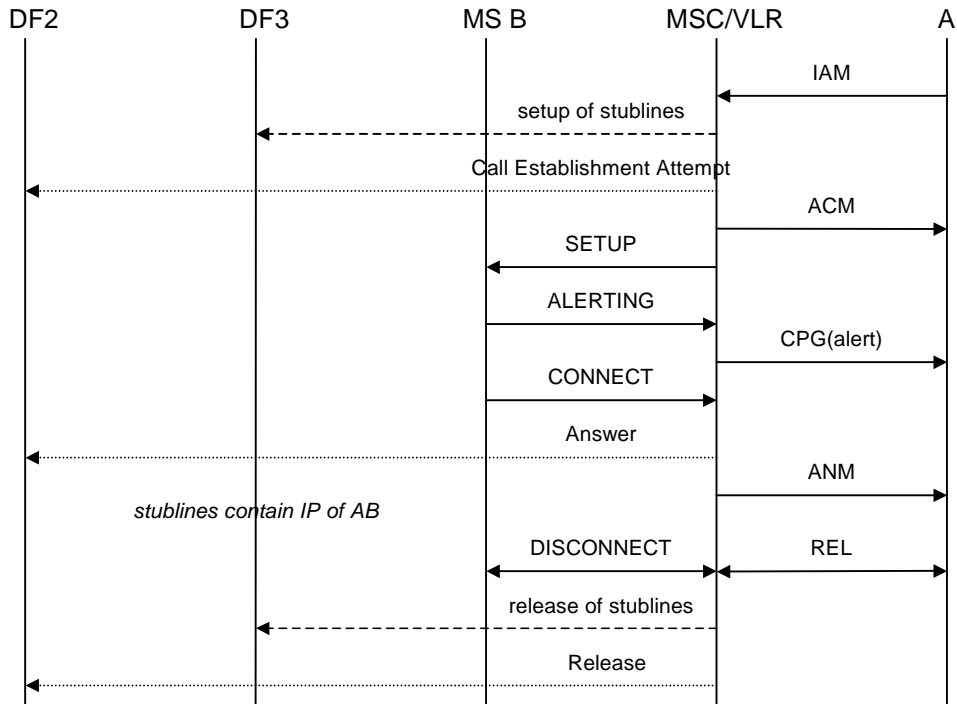 DF2 DF3 MS B MSC/VLR A
IAM
setup of stublines
Call Establishment Attempt
ACM
SETUP
ALERTING
CPG(alert)
CONNECT
Answer
ANM
stublines contain IP of AB
DISCONNECT REL
release of stublines
Release